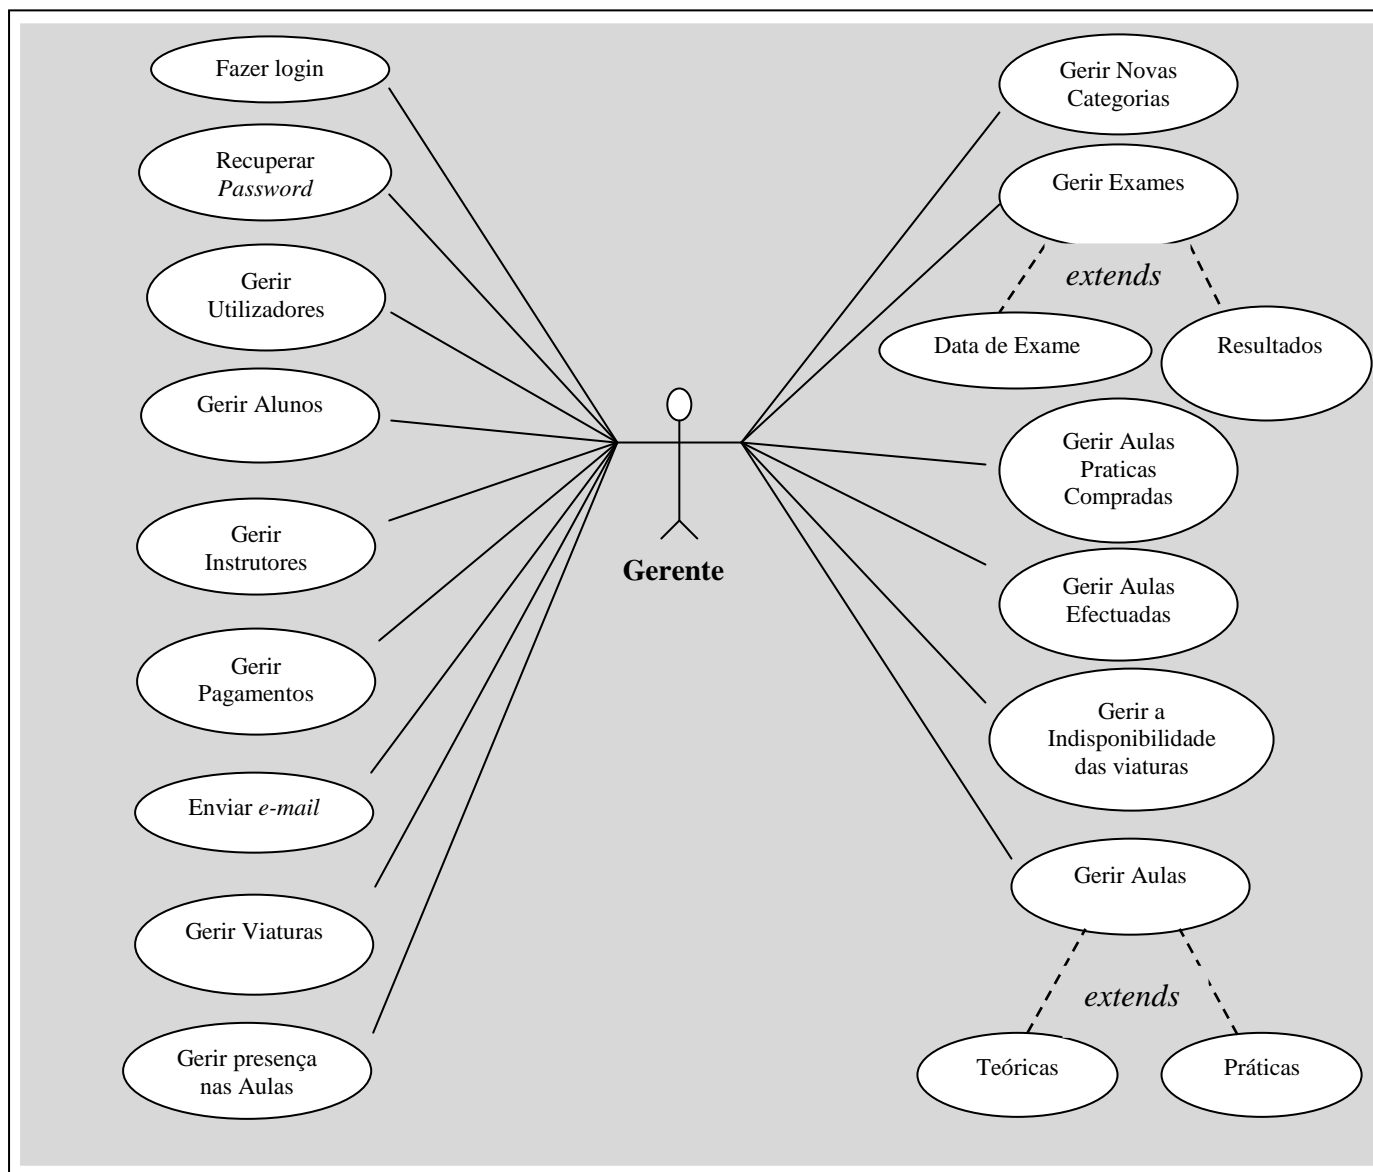 Fazer login
Recuperar
Password
Gerir
Utilizadores
Gerir Alunos
Gerir
Instrutores
Gerir
Pagamentos
Enviar e-mail
Gerir Viaturas
Gerir presença
nas Aulas
Gerente
Gerir Novas
Categorias
Gerir Exames
extends
Data de Exame
Resultados
Gerir Aulas
Praticas
Compradas
Gerir Aulas
Efectuadas
Gerir a
Indisponibilidade
das viaturas
Gerir Aulas
extends
Teóricas
Práticas